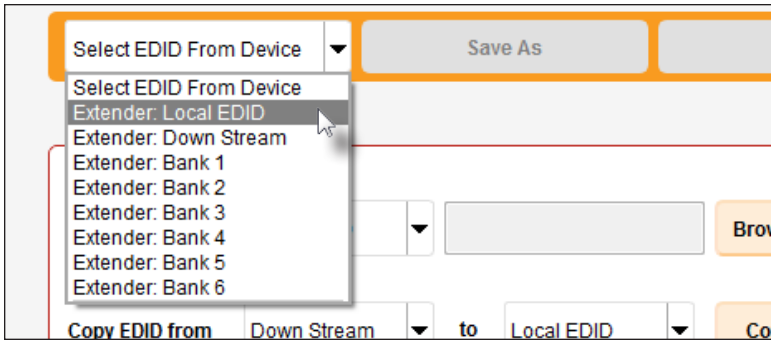 Select EDID From Device Save As
Select EDID From Device
Extender: Local EDID
Extender: Down Stream
Extender: Bank 1
Extender: Bank 2
Extender: Bank 3
Extender: Bank 4
Extender: Bank 5
Extender: Bank 6
Copy EDID from Down Stream to Local EDID